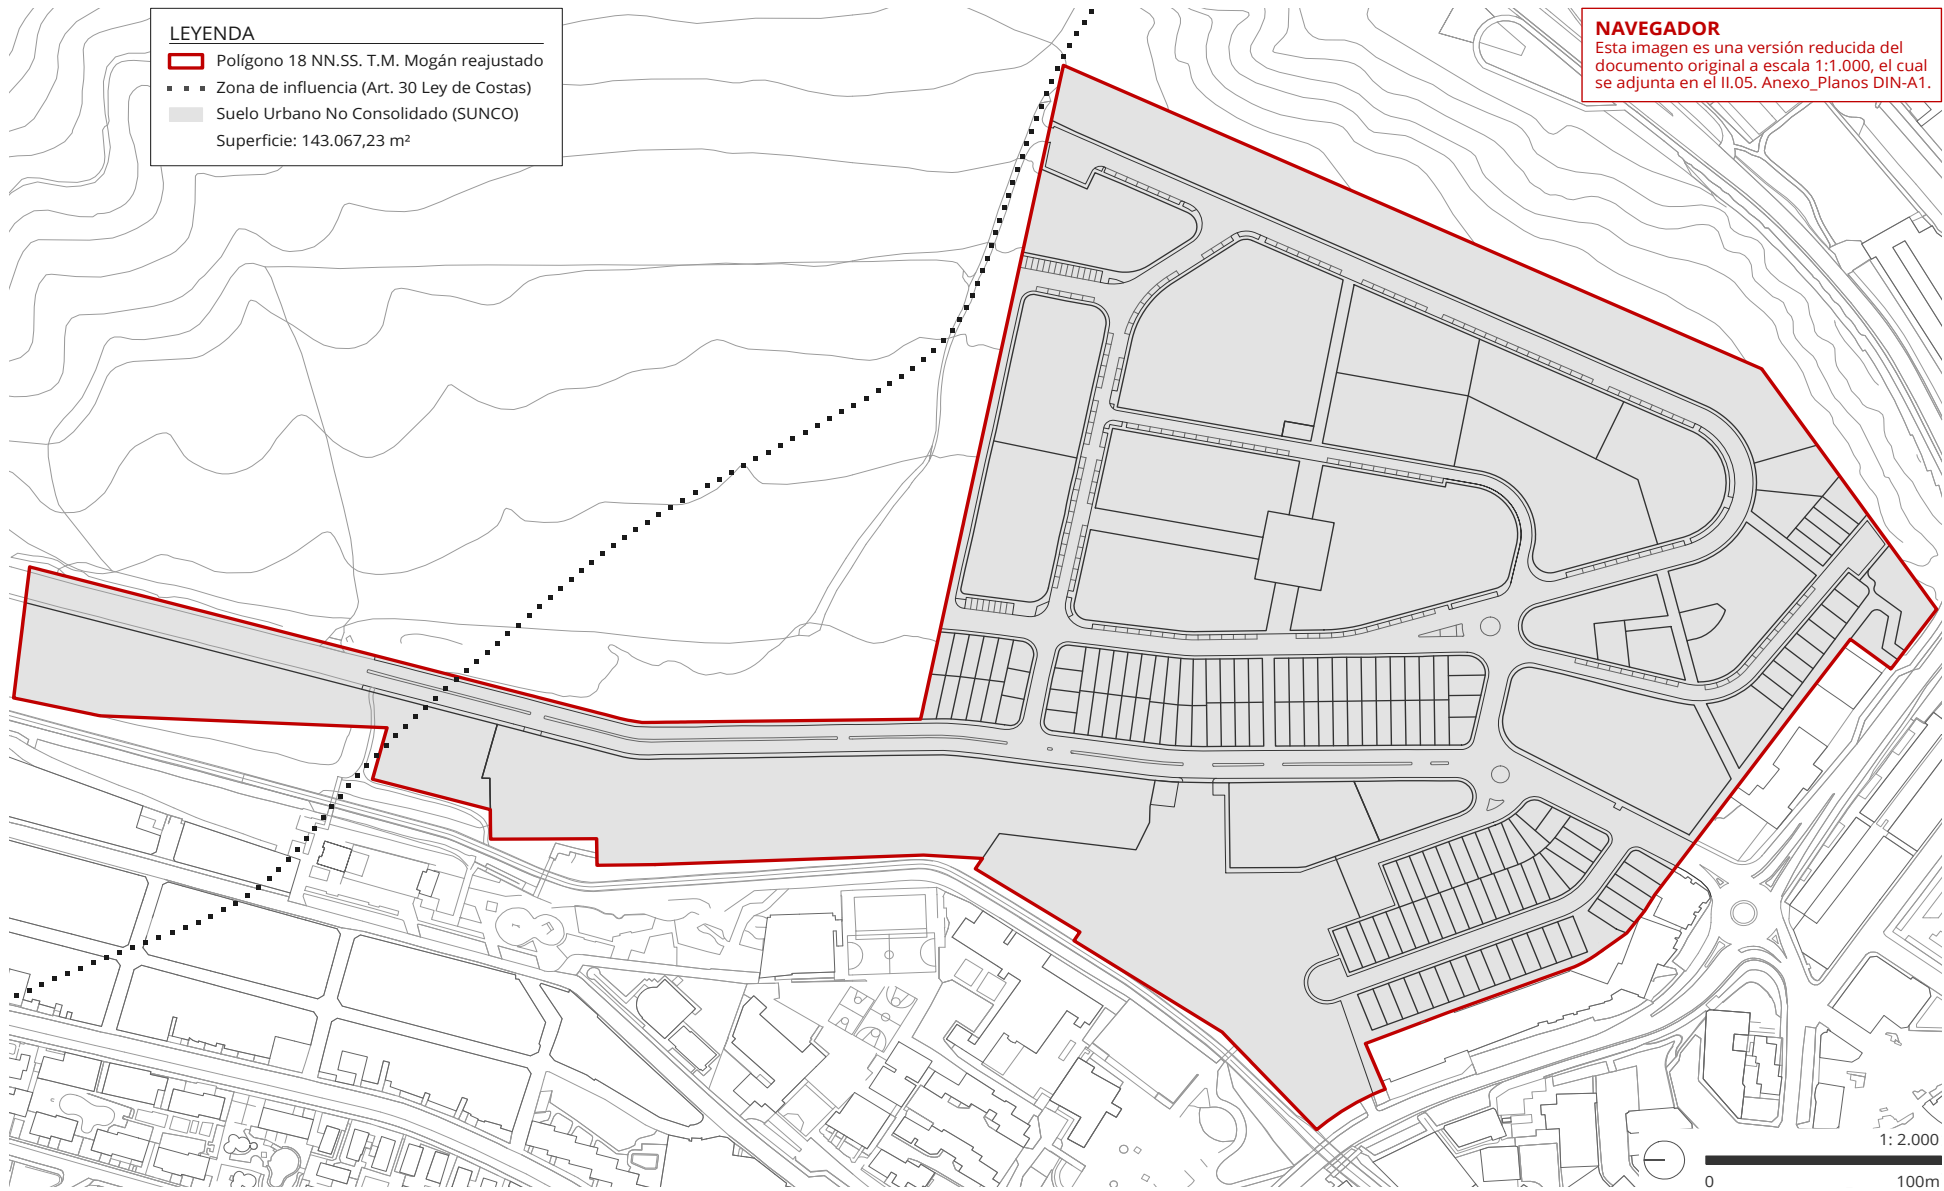 LEYENDA
Polígono 18 NN.SS. T.M. Mogán reajustado
Zona de influencia (Art. 30 Ley de Costas)
Suelo Urbano No Consolidado (SUNCO)
Superficie: 143.067,23 m²
NAVEGADOR
Esta imagen es una versión reducida del
documento original a escala 1:1.000, el cual
se adjunta en el II.05. Anexo_Planos DIN-A1.
1: 2.000
0 100m